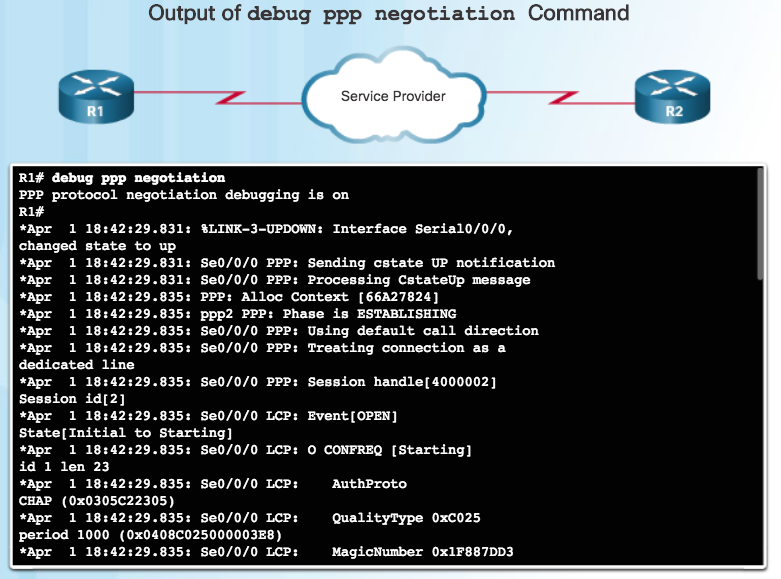 Output of debug ppp negotiation Command
R1
Service Provider
R2
R1# debug ppp negotiation
PPP protocol negotiation debugging is on
R1#
*Apr  1 18:42:29.831: %LINK-3-UPDOWN: Interface Serial0/0/0,
changed state to up
*Apr  1 18:42:29.831: Se0/0/0 PPP: Sending cstate UP notification
*Apr  1 18:42:29.831: Se0/0/0 PPP: Processing CstateUp message
*Apr  1 18:42:29.835: PPP: Alloc Context [66A27824]
*Apr  1 18:42:29.835: ppp2 PPP: Phase is ESTABLISHING
*Apr  1 18:42:29.835: Se0/0/0 PPP: Using default call direction
*Apr  1 18:42:29.835: Se0/0/0 PPP: Treating connection as a
dedicated line
*Apr  1 18:42:29.835: Se0/0/0 PPP: Session handle[4000002]
Session id[2]
*Apr  1 18:42:29.835: Se0/0/0 LCP: Event[OPEN]
State[Initial to Starting]
*Apr  1 18:42:29.835: Se0/0/0 LCP: O CONFREQ [Starting]
id 1 len 23
*Apr  1 18:42:29.835: Se0/0/0 LCP:    AuthProto
CHAP (0x0305C22305)
*Apr  1 18:42:29.835: Se0/0/0 LCP:    QualityType 0xC025
period 1000 (0x0408C025000003E8)
*Apr  1 18:42:29.835: Se0/0/0 LCP:    MagicNumber 0x1F887DD3